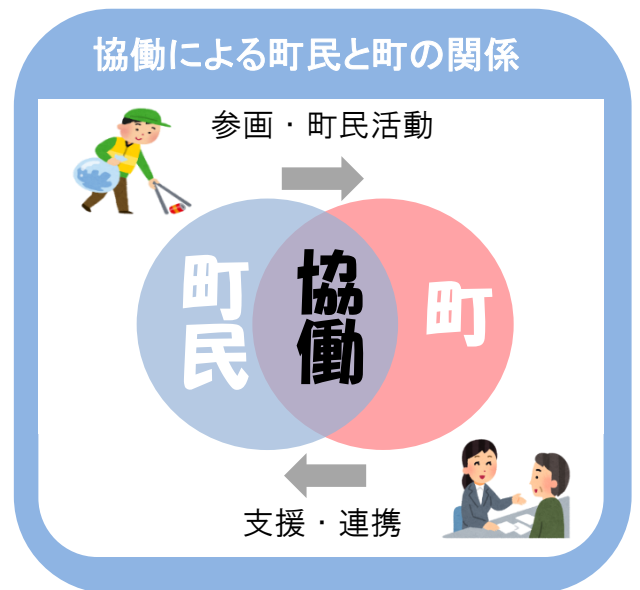 協働による町民と町の関係
参画・町民活動
町民
協働
町
支援・連携